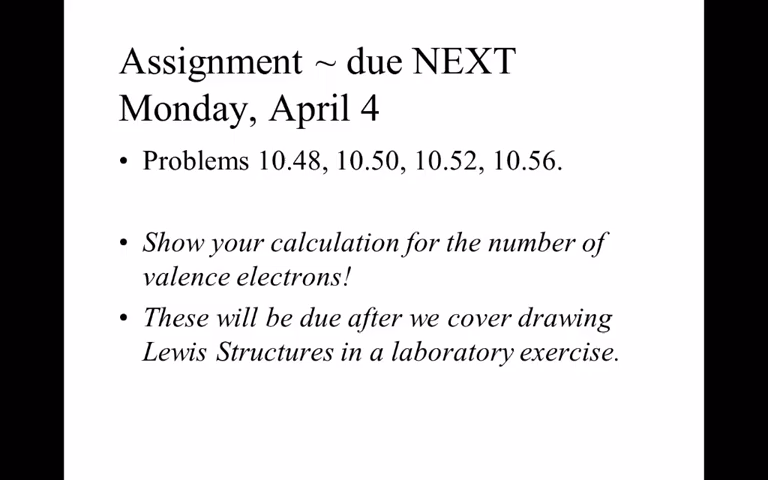 Assignment ~ due NEXT
Monday, April 4
• Problems 10.48, 10.50, 10.52, 10.56.
• Show your calculation for the number of
valence electrons!
• These will be due after we cover drawing
Lewis Structures in a laboratory exercise.